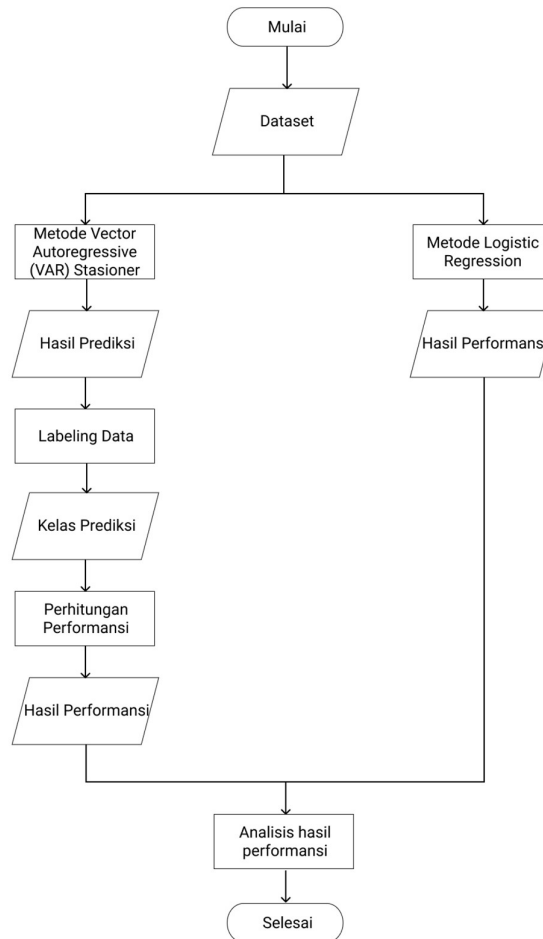 Mulai
Dataset
Metode Vector
Autoregressive
(VAR) Stasioner
Metode Logistic
Regression
Hasil Prediksi
Hasil Performans
Labeling Data
Kelas Prediksi
Perhitungan
Performansi
Hasil Performansi
Analisis hasil
performansi
Selesai